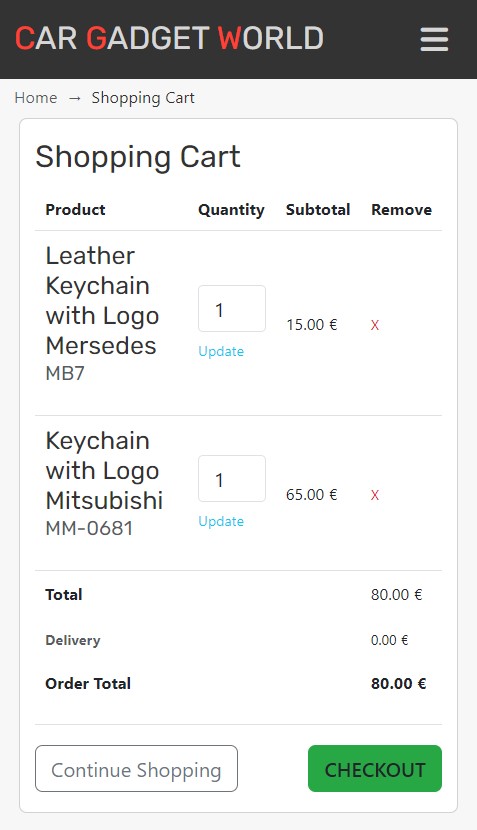 CAR GADGET WORLD
Home → Shopping Cart
Shopping Cart
Product Quantity Subtotal Remove
Leather
Keychain
with Logo
Mersedes
MB7
1
Update
15.00 €
X
Keychain
with Logo
Mitsubishi
MM-0681
1
Update
65.00 €
X
Total 80.00 €
Delivery 0.00 €
Order Total 80.00 €
Continue Shopping CHECKOUT